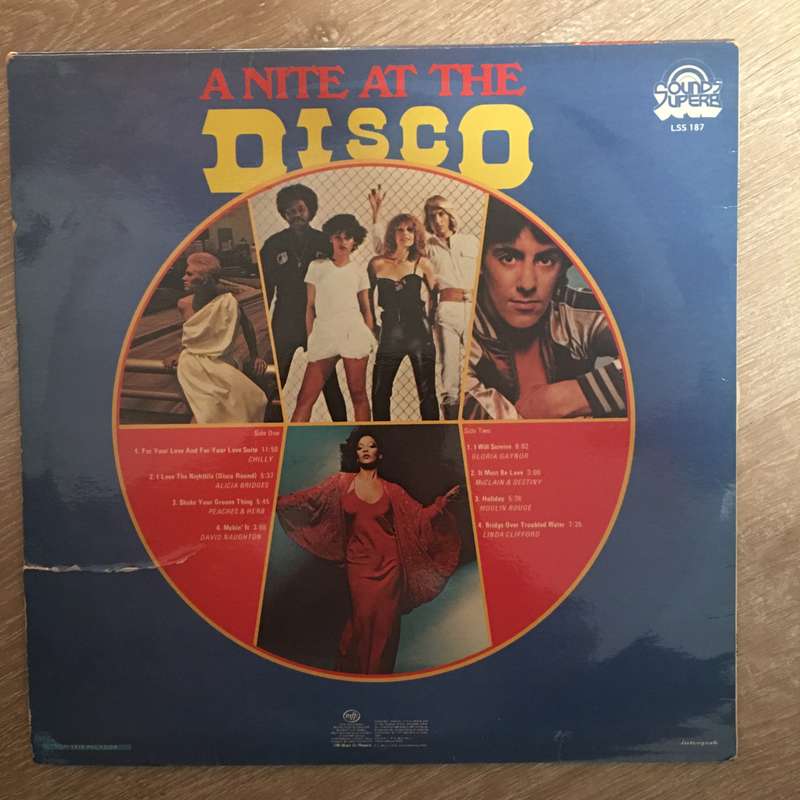 A NITE AT THE
DISCO
SOUNDS
SUPERB
LSS 187
Side One
1. For Your Love And For Your Love Suite 11:50
CHILLY
2. I Love The Nightlife (Disco Round) 5:37
ALICIA BRIDGES
3. Shake Your Groove Thing 5:45
PEACHES & HERB
4. Makin' It 3:08
DAVID NAUGHTON
Side Two
1. I Will Survive 8:02
GLORIA GAYNOR
2. It Must Be Love 3:06
McCLAIN & DESTINY
3. Holiday
MOULIN ROUGE
4. Bridge Over Troubled Water 7:25
LINDA CLIFFORD
mfp